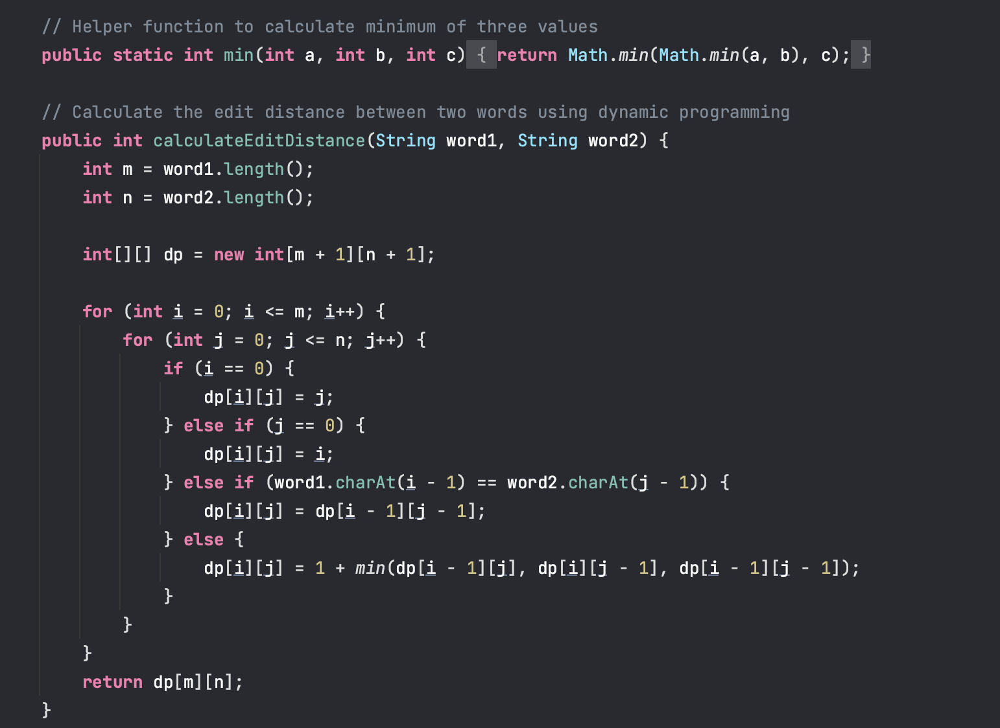 // Helper function to calculate minimum of three values
public static int min(int a, int b, int c) { return Math.min(Math.min(a, b), c); }
// Calculate the edit distance between two words using dynamic programming
public int calculateEditDistance(String word1, String word2) {
    int m = word1.length();
    int n = word2.length();
    int[][] dp = new int[m + 1][n + 1];
    for (int i = 0; i <= m; i++) {
        for (int j = 0; j <= n; j++) {
            if (i == 0) {
                dp[i][j] = j;
            } else if (j == 0) {
                dp[i][j] = i;
            } else if (word1.charAt(i - 1) == word2.charAt(j - 1)) {
                dp[i][j] = dp[i - 1][j - 1];
            } else {
                dp[i][j] = 1 + min(dp[i - 1][j], dp[i][j - 1], dp[i - 1][j - 1]);
            }
        }
    }
    return dp[m][n];
}